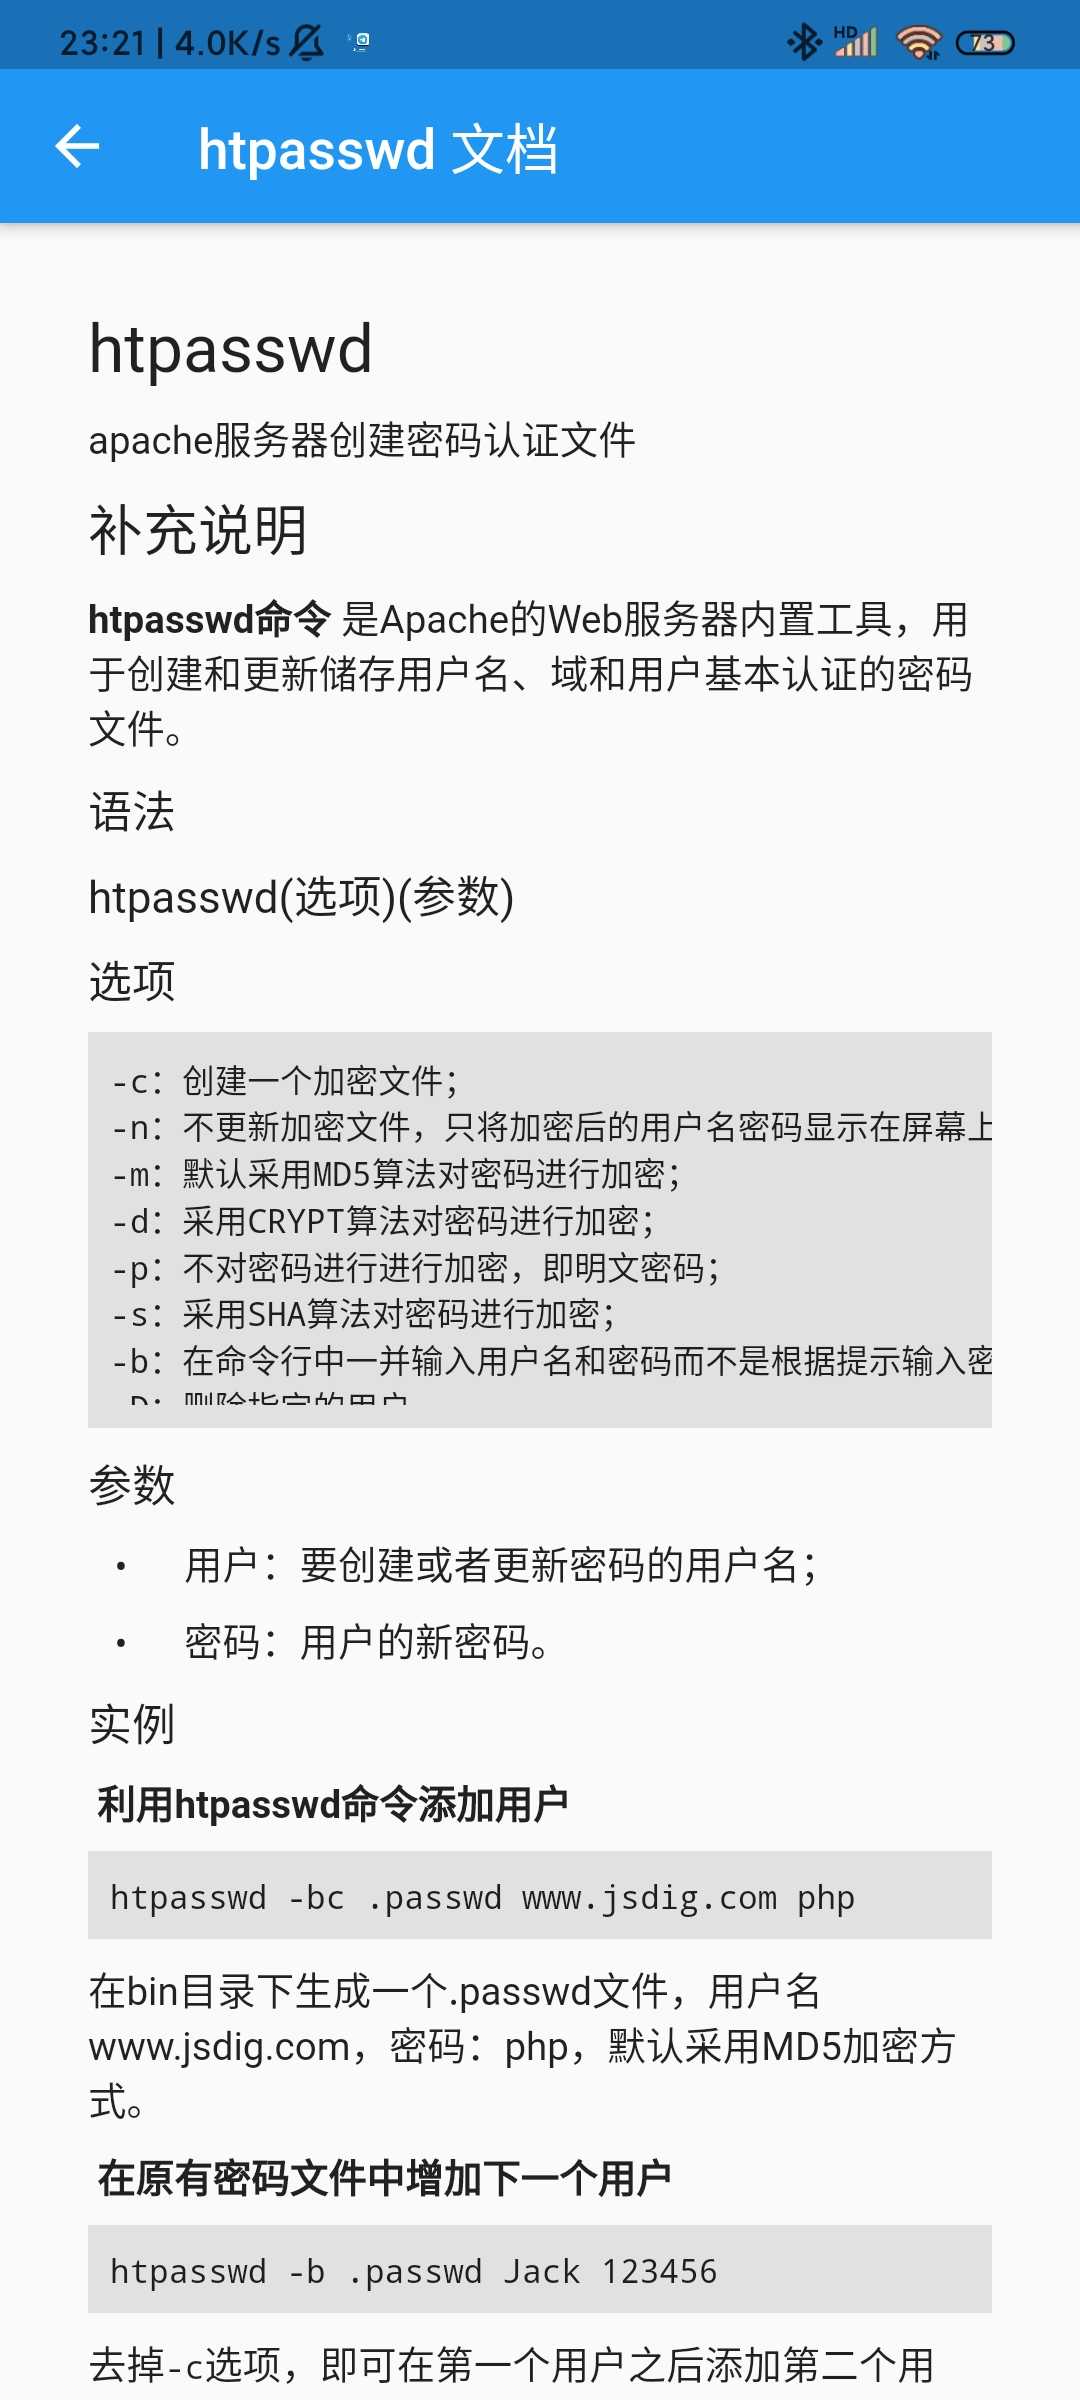 23:21 | 4.0K/s
HD
73
htpasswd 文档
htpasswd
apache服务器创建密码认证文件
补充说明
htpasswd命令 是Apache的Web服务器内置工具，用
于创建和更新储存用户名、域和用户基本认证的密码
文件。
语法
htpasswd(选项)(参数)
选项
-c：创建一个加密文件；
-n：不更新加密文件，只将加密后的用户名密码显示在屏幕上
-m：默认采用MD5算法对密码进行加密；
-d：采用CRYPT算法对密码进行加密；
-p：不对密码进行进行加密，即明文密码；
-s：采用SHA算法对密码进行加密；
-b：在命令行中一并输入用户名和密码而不是根据提示输入密
-D：删除指定的用户
参数
• 用户：要创建或者更新密码的用户名；
• 密码：用户的新密码。
实例
利用htpasswd命令添加用户
htpasswd -bc .passwd www.jsdig.com php
在bin目录下生成一个.passwd文件，用户名
www.jsdig.com，密码：php，默认采用MD5加密方
式。
在原有密码文件中增加下一个用户
htpasswd -b .passwd Jack 123456
去掉-c选项，即可在第一个用户之后添加第二个用